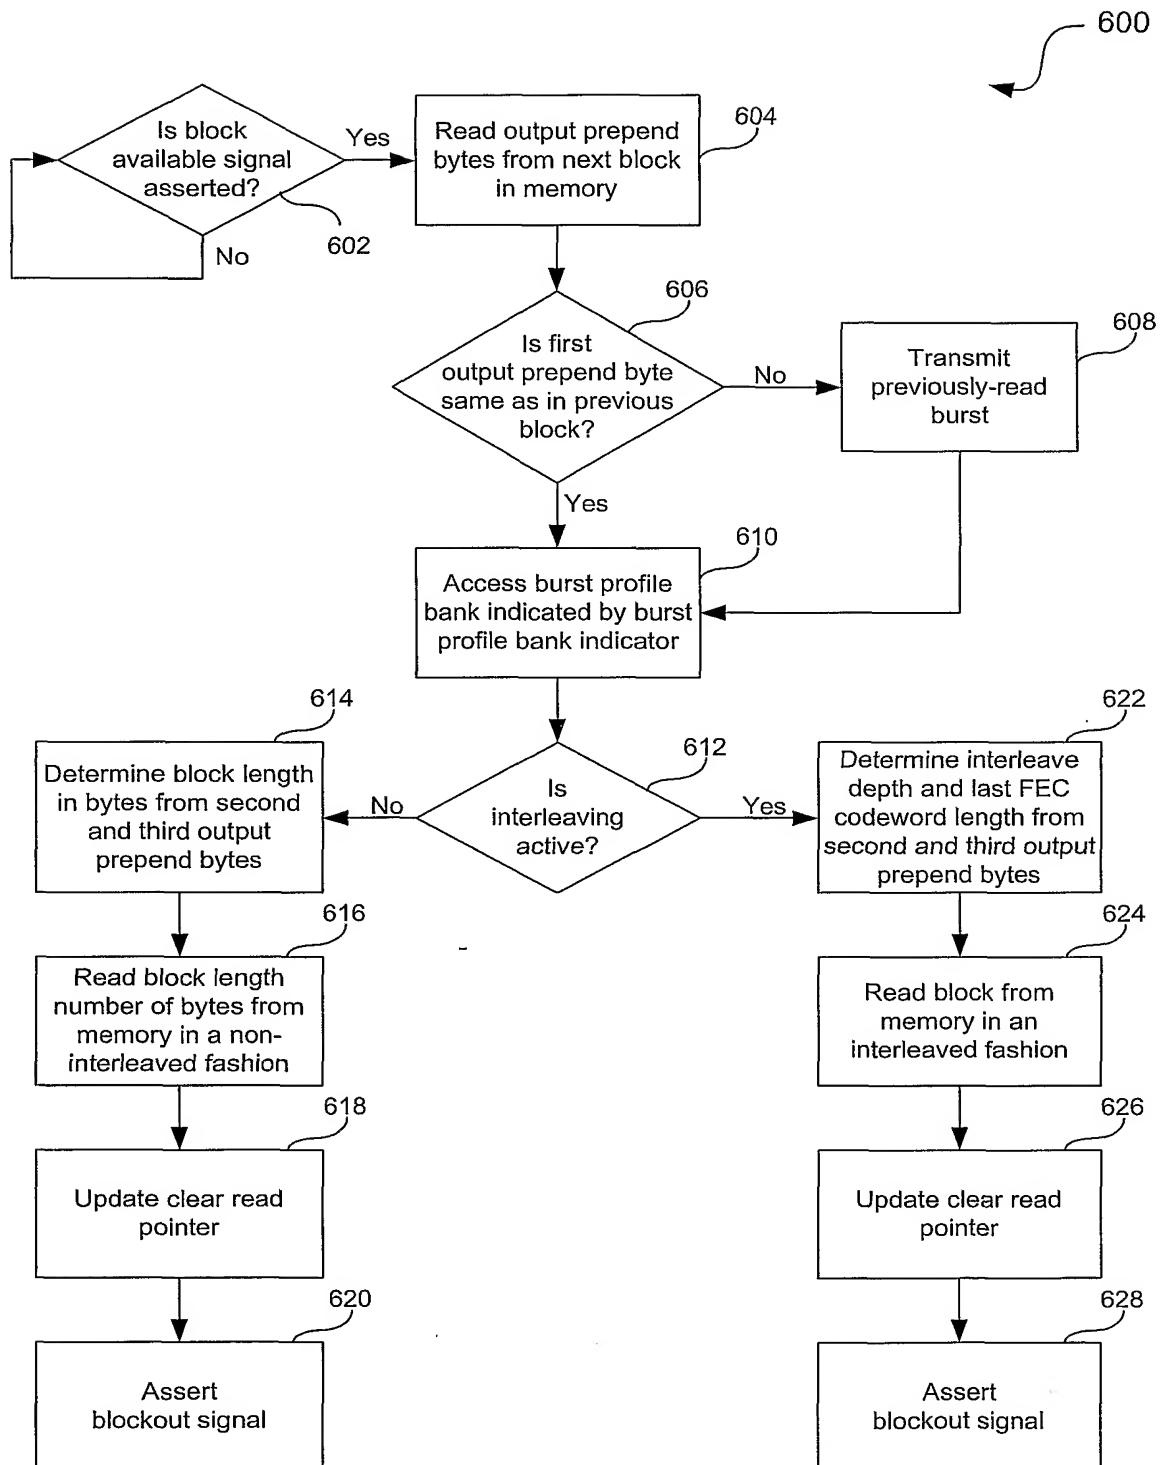 600
Is block
available signal
asserted?
Yes
No
602
Read output prepend
bytes from next block
in memory
604
606
Is first
output prepend byte
same as in previous
block?
No
Yes
608
Transmit
previously-read
burst
610
Access burst profile
bank indicated by burst
profile bank indicator
612
Is
interleaving
active?
No
Yes
614
Determine block length
in bytes from second
and third output
prepend bytes
616
Read block length
number of bytes from
memory in a non-
interleaved fashion
618
Update clear read
pointer
620
Assert
blockout signal
622
Determine interleave
depth and last FEC
codeword length from
second and third output
prepend bytes
624
Read block from
memory in an
interleaved fashion
626
Update clear read
pointer
628
Assert
blockout signal